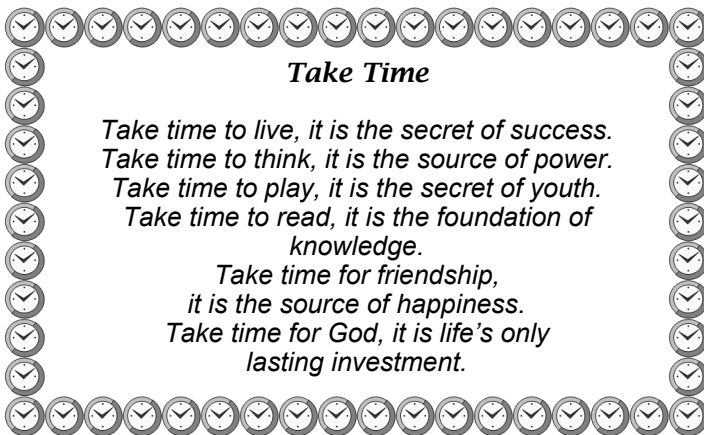 Take Time
Take time to live, it is the secret of success.
Take time to think, it is the source of power.
Take time to play, it is the secret of youth.
Take time to read, it is the foundation of
knowledge.
Take time for friendship,
it is the source of happiness.
Take time for God, it is life’s only
lasting investment.